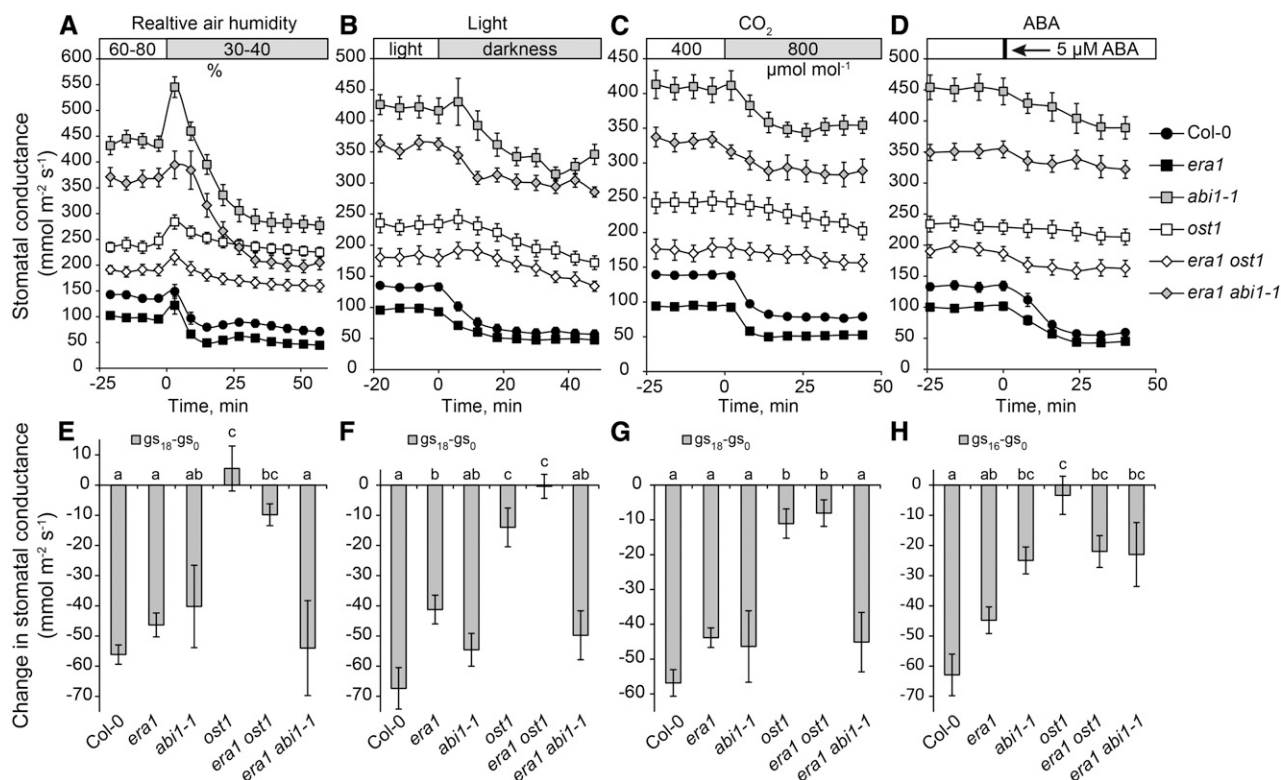 A Realtive air humidity
60-80 30-40
%
B Light
light darkness
C CO₂
400 800
μmol mol⁻¹
D ABA
5 μM ABA
Stomatal conductance
(mmol m⁻² s⁻¹)
600
550
500
450
400
350
300
250
200
150
100
50
0
-25 0 25 50
Time, min
450
400
350
300
250
200
150
100
50
0
-20 0 20 40
Time, min
450
400
350
300
250
200
150
100
50
0
-25 0 25 50
Time, min
500
450
400
350
300
250
200
150
100
50
0
-25 0 25 50
Time, min
Col-0
era1
abi1-1
ost1
era1 ost1
era1 abi1-1
Change in stomatal conductance
(mmol m⁻² s⁻¹)
E gs₁₈-gs₀
10
0
-10
-20
-30
-40
-50
-60
-70
a a ab c bc a
Col-0 era1 abi1-1 ost1 era1 ost1 era1 abi1-1
F gs₁₈-gs₀
0
-10
-20
-30
-40
-50
-60
-70
a b ab c c ab
Col-0 era1 abi1-1 ost1 era1 ost1 era1 abi1-1
G gs₁₈-gs₀
0
-10
-20
-30
-40
-50
-60
a a a b b a
Col-0 era1 abi1-1 ost1 era1 ost1 era1 abi1-1
H gs₁₆-gs₀
0
-10
-20
-30
-40
-50
-60
-70
a ab bc c bc bc
Col-0 era1 abi1-1 ost1 era1 ost1 era1 abi1-1